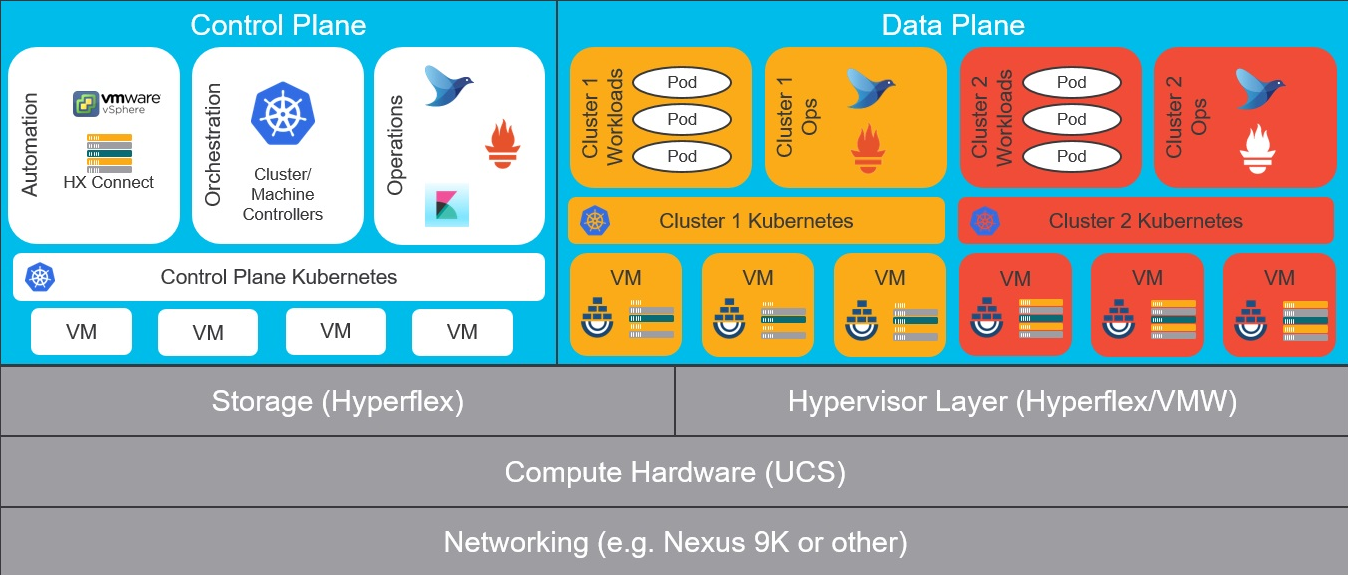 Control Plane
Data Plane
Automation
vmware
vSphere
HX Connect
Orchestration
Cluster/
Machine
Controllers
Operations
Cluster 1
Workloads
Pod
Pod
Pod
Cluster 1
Ops
Cluster 2
Workloads
Pod
Pod
Pod
Cluster 2
Ops
Control Plane Kubernetes
Cluster 1 Kubernetes
Cluster 2 Kubernetes
VM
VM
VM
VM
VM
VM
VM
VM
VM
VM
Storage (Hyperflex)
Hypervisor Layer (Hyperflex/VMW)
Compute Hardware (UCS)
Networking (e.g. Nexus 9K or other)